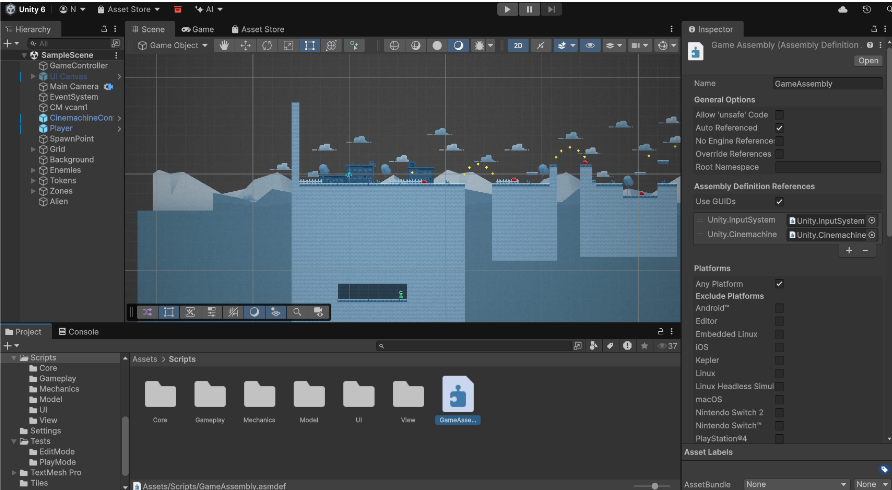 Unity 6
N
Asset Store
AI
Hierarchy
All
SampleScene
GameController
UI Canvas
Main Camera
EventSystem
CM vcam1
CinemachineCon
Player
SpawnPoint
Grid
Background
Enemies
Tokens
Zones
Alien
Scene
Game
Asset Store
Game Object
2D
Inspector
Game Assembly (Assembly Definition
Open
Name
GameAssembly
General Options
Allow 'unsafe' Code
Auto Referenced
No Engine References
Override References
Root Namespace
Assembly Definition References
Use GUIDs
Unity.InputSystem
Unity.InputSystem
Unity.Cinemachine
Unity.Cinemachine
Platforms
Any Platform
Exclude Platforms
Android™
Editor
Embedded Linux
iOS
Kepler
Linux
Linux Headless Simul
macOS
Nintendo Switch 2
Nintendo Switch™
PlayStation®4
Asset Labels
AssetBundle
None
None
Project
Console
37
Scripts
Core
Gameplay
Mechanics
Model
UI
View
Settings
Tests
EditMode
PlayMode
TextMesh Pro
Tiles
Assets > Scripts
Core
Gameplay
Mechanics
Model
UI
View
GameAsse...
Assets/Scripts/GameAssembly.asmdef